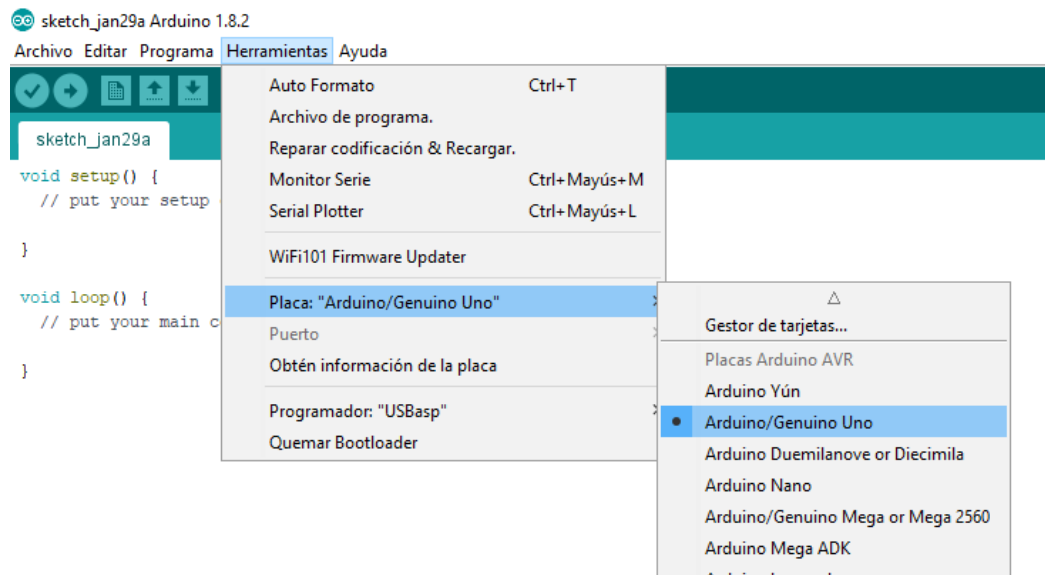 sketch_jan29a Arduino 1.8.2
Archivo Editar Programa Herramientas Ayuda
sketch_jan29a
void setup() {
// put your setup
}
void loop() {
// put your main c
}
Auto Formato Ctrl+T
Archivo de programa.
Reparar codificación & Recargar.
Monitor Serie Ctrl+Mayús+M
Serial Plotter Ctrl+Mayús+L
WiFi101 Firmware Updater
Placa: "Arduino/Genuino Uno"
Puerto
Obtén información de la placa
Programador: "USBasp"
Quemar Bootloader
Gestor de tarjetas...
Placas Arduino AVR
Arduino Yún
Arduino/Genuino Uno
Arduino Duemilanove or Diecimila
Arduino Nano
Arduino/Genuino Mega or Mega 2560
Arduino Mega ADK